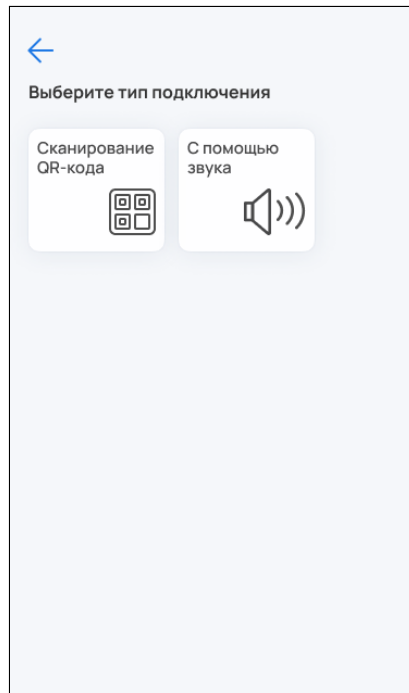 Выберите тип подключения
Сканирование
QR-кода
С помощью
звука